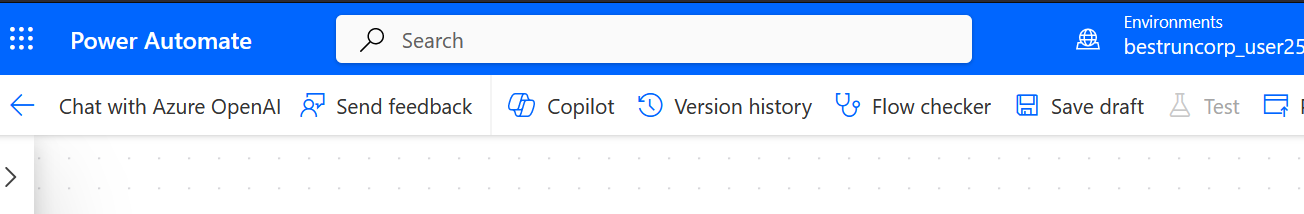 Power Automate
Search
Environments
bestruncorp_user25
Chat with Azure OpenAI Send feedback Copilot Version history Flow checker Save draft Test